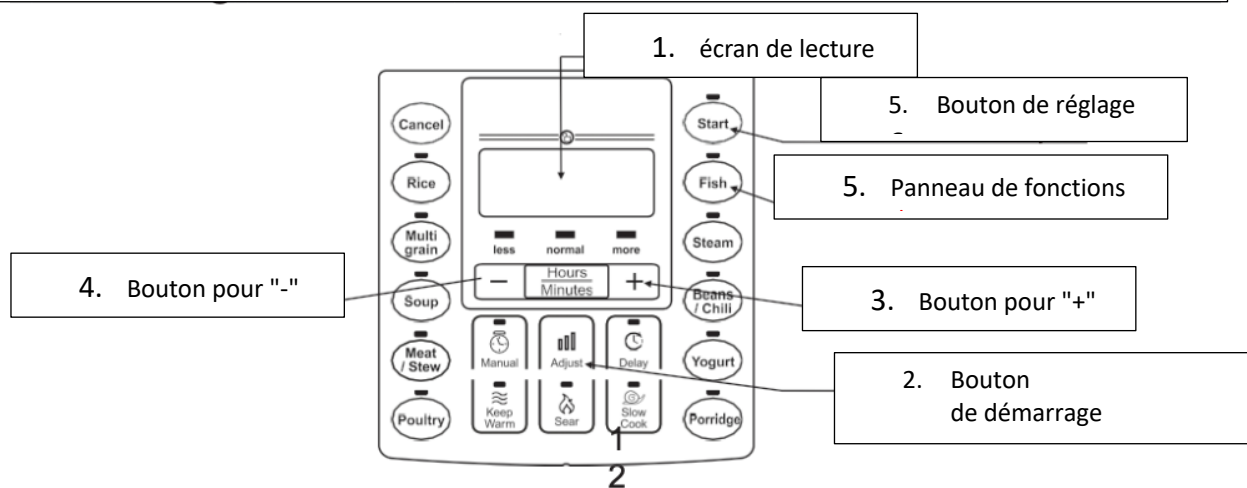 1. écran de lecture
5. Bouton de réglage
5. Panneau de fonctions
4. Bouton pour "-"
3. Bouton pour "+"
2. Bouton
de démarrage
Cancel
Rice
Multi
grain
Soup
Meat
/ Stew
Poultry
less normal more
− Hours +
Minutes
Manual
Adjust
Delay
Keep
Warm
Sear
Slow
Cook
Start
Fish
Steam
Beans
/ Chili
Yogurt
Porridge
1
2